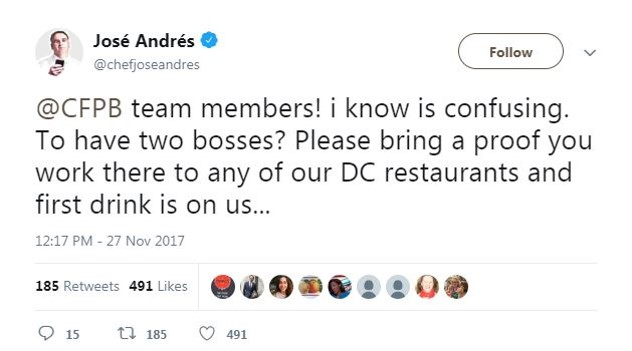 José Andrés
@chefjoseandres
Follow
@CFPB team members! i know is confusing.
To have two bosses? Please bring a proof you
work there to any of our DC restaurants and
first drink is on us...
12:17 PM - 27 Nov 2017
185 Retweets 491 Likes
15 185 491